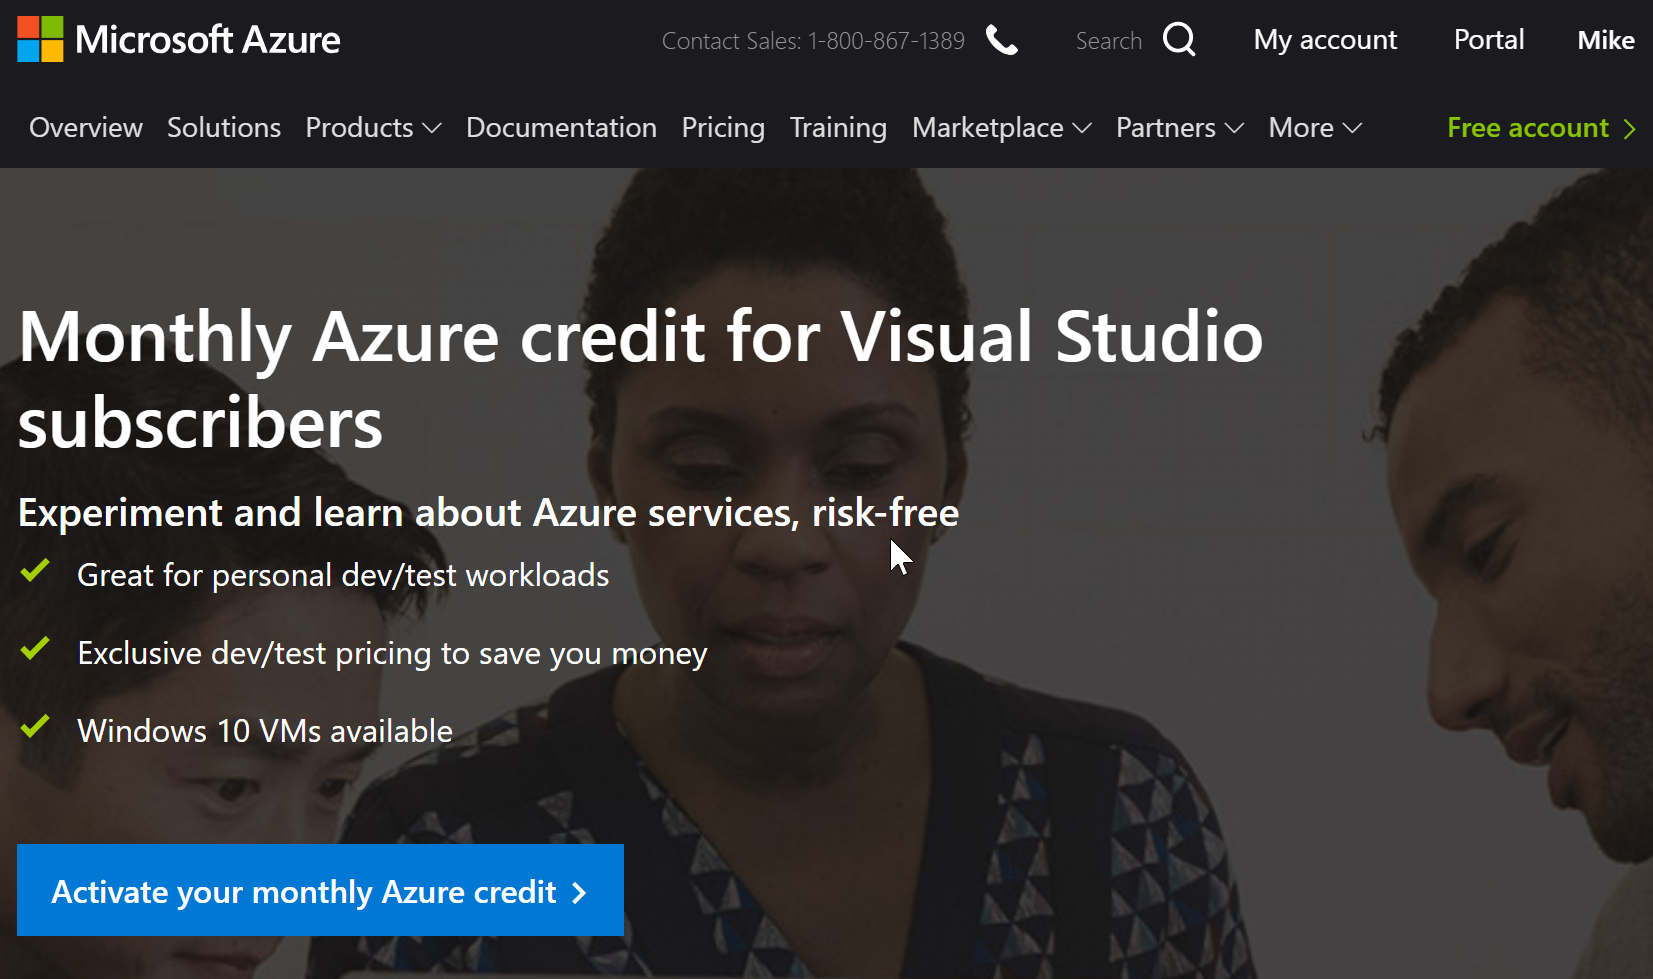 Microsoft Azure
Contact Sales: 1-800-867-1389
Search
My account
Portal
Mike
Overview
Solutions
Products
Documentation
Pricing
Training
Marketplace
Partners
More
Free account
Monthly Azure credit for Visual Studio
subscribers
Experiment and learn about Azure services, risk-free
Great for personal dev/test workloads
Exclusive dev/test pricing to save you money
Windows 10 VMs available
Activate your monthly Azure credit